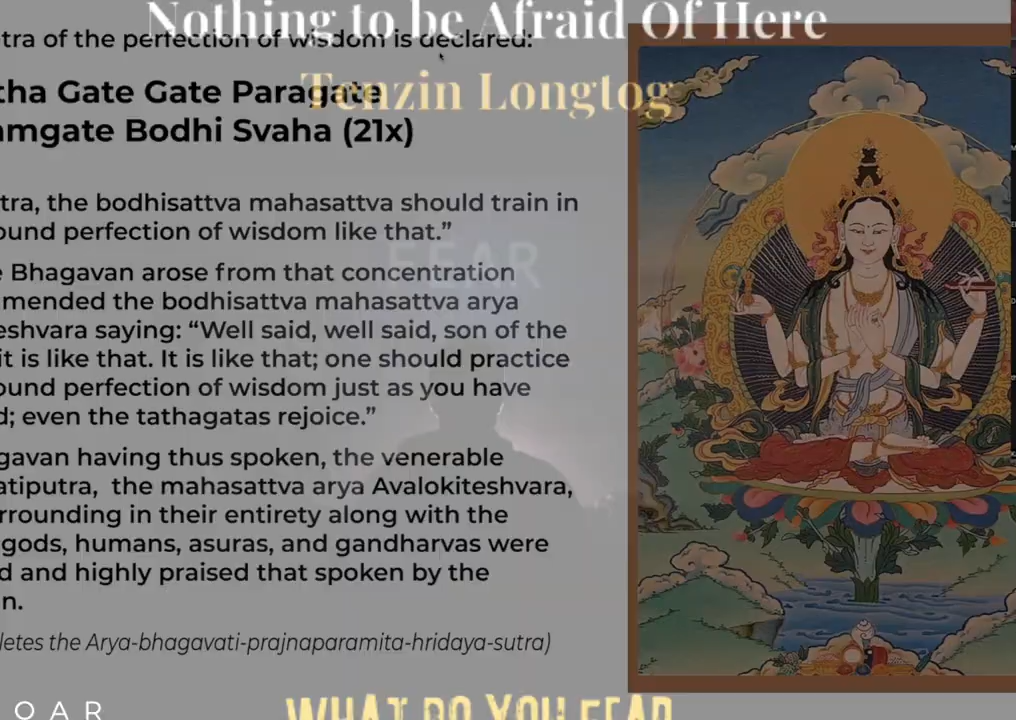 Nothing to be Afraid Of Here
tra of the perfection of wisdom is declared:
Tenzin Longtog
tha Gate Gate Paragate
amgate Bodhi Svaha (21x)
tra, the bodhisattva mahasattva should train in
ound perfection of wisdom like that.”
FEAR
e Bhagavan arose from that concentration
mended the bodhisattva mahasattva arya
eshvara saying: “Well said, well said, son of the
it is like that. It is like that; one should practice
ound perfection of wisdom just as you have
d; even the tathagatas rejoice.”
gavan having thus spoken, the venerable
atiputra, the mahasattva arya Avalokiteshvara,
rrounding in their entirety along with the
gods, humans, asuras, and gandharvas were
d and highly praised that spoken by the
n.
letes the Arya-bhagavati-prajnaparamita-hridaya-sutra)
OAR
WHAT DO YOU FEAR